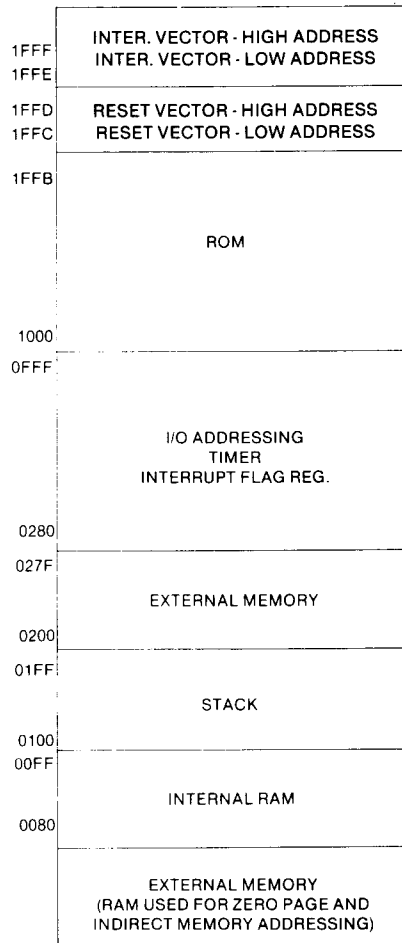 INTER. VECTOR - HIGH ADDRESS
1FFF
INTER. VECTOR - LOW ADDRESS
1FFE
1FFD RESET VECTOR - HIGH ADDRESS
1FFC RESET VECTOR - LOW ADDRESS
1FFB
ROM
1000
0FFF
I/O ADDRESSING
TIMER
INTERRUPT FLAG REG.
0280
027F
EXTERNAL MEMORY
0200
01FF
STACK
0100
00FF
INTERNAL RAM
0080
EXTERNAL MEMORY
(RAM USED FOR ZERO PAGE AND
INDIRECT MEMORY ADDRESSING)